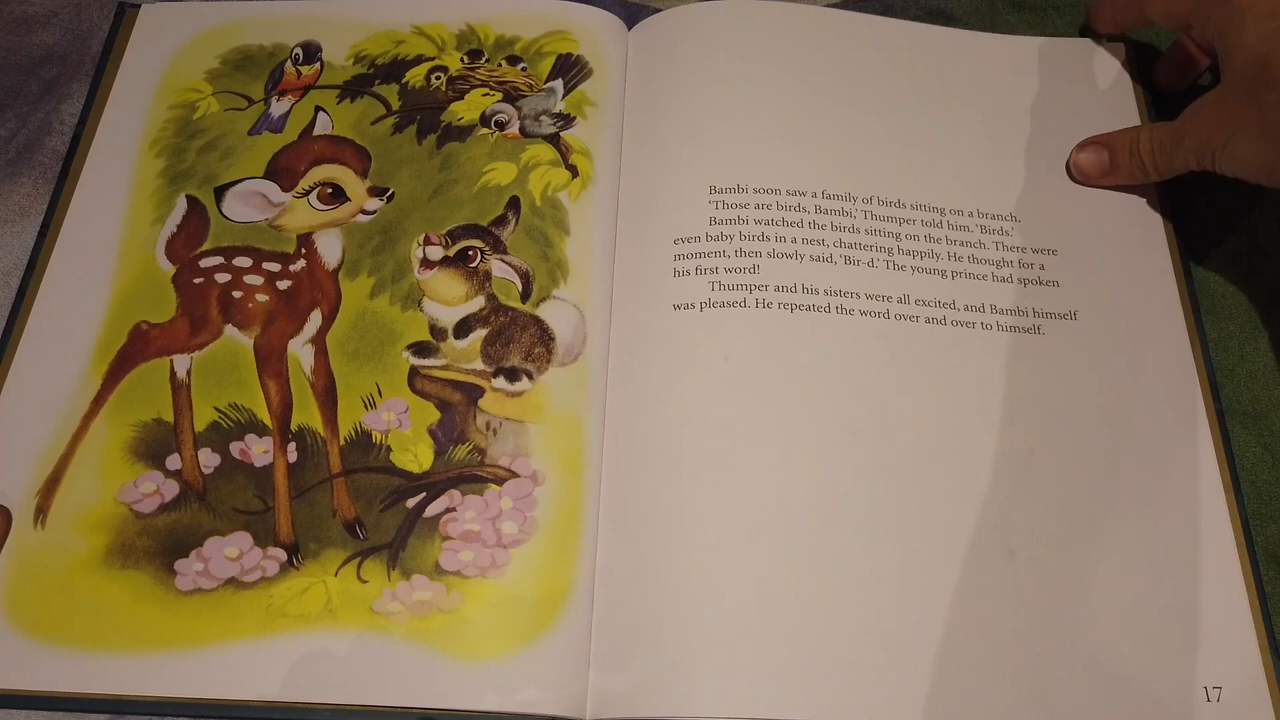 Bambi soon saw a family of birds sitting on a branch.
‘Those are birds, Bambi,’ Thumper told him. ‘Birds.’
Bambi watched the birds sitting on the branch. There were
even baby birds in a nest, chattering happily. He thought for a
moment, then slowly said, ‘Bir-d.’ The young prince had spoken
his first word!
Thumper and his sisters were all excited, and Bambi himself
was pleased. He repeated the word over and over to himself.
17